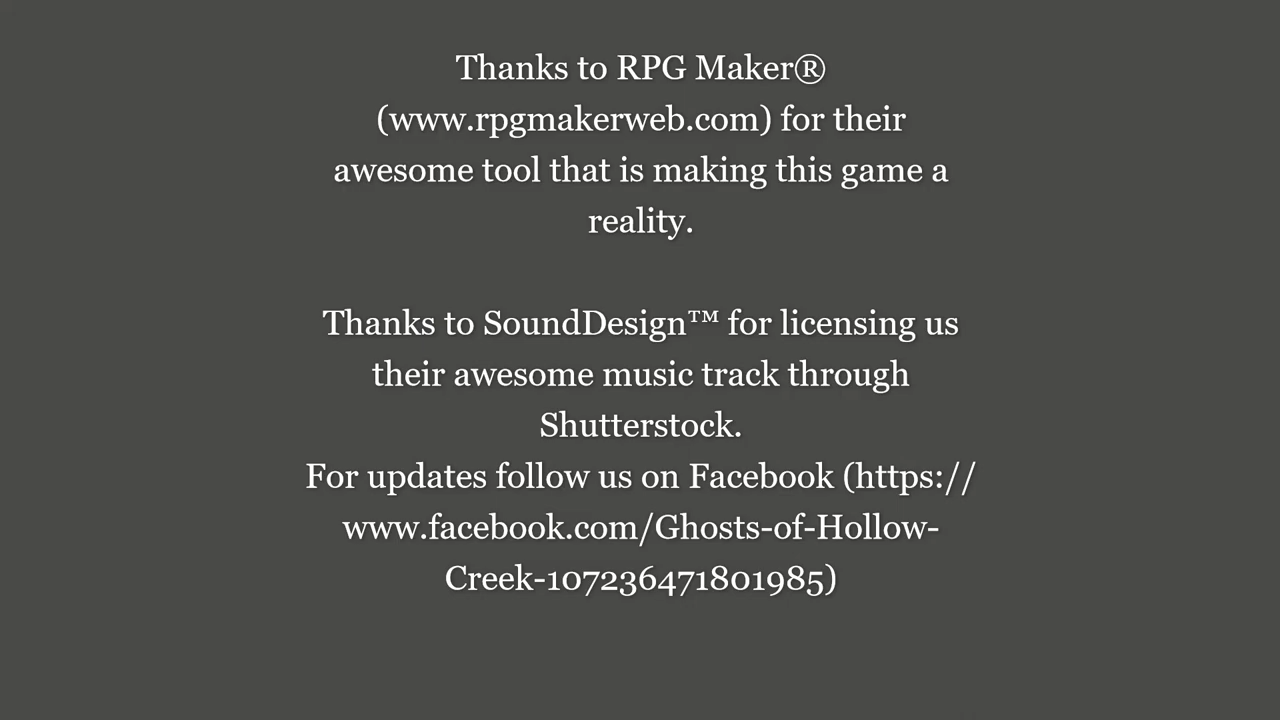 Thanks to RPG Maker®
(www.rpgmakerweb.com) for their
awesome tool that is making this game a
reality.
Thanks to SoundDesign™ for licensing us
their awesome music track through
Shutterstock.
For updates follow us on Facebook (https://
www.facebook.com/Ghosts-of-Hollow-
Creek-107236471801985)